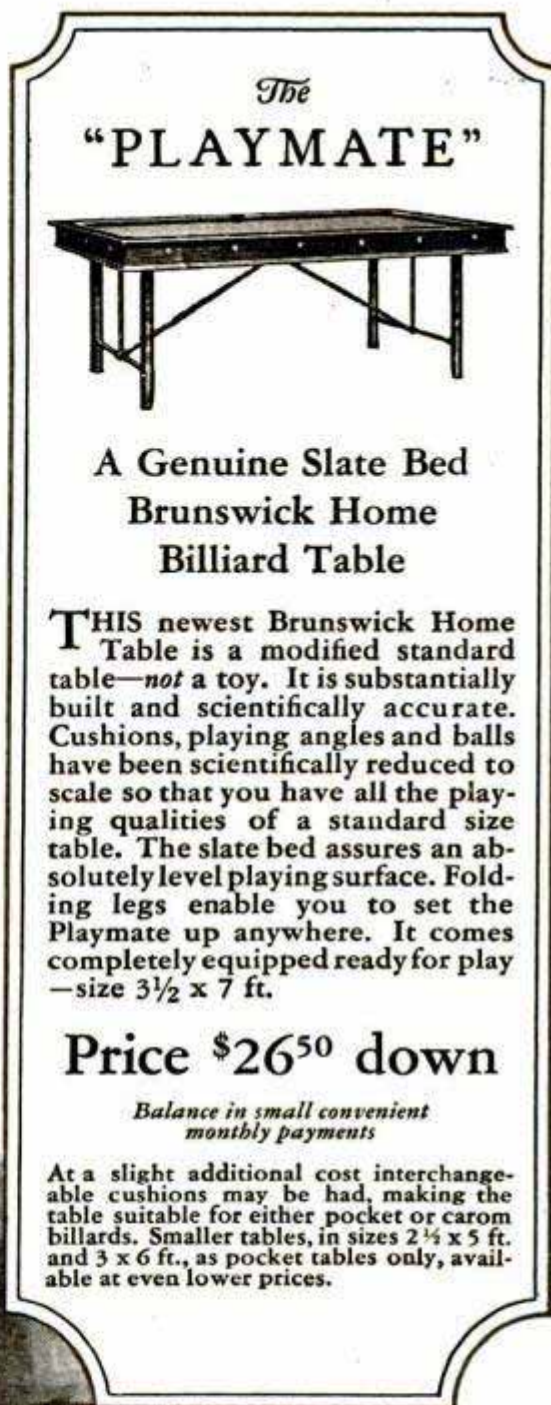 The
“PLAYMATE”
A Genuine Slate Bed
Brunswick Home
Billiard Table
THIS newest Brunswick Home
Table is a modified standard
table—not a toy. It is substantially
built and scientifically accurate.
Cushions, playing angles and balls
have been scientifically reduced to
scale so that you have all the play-
ing qualities of a standard size
table. The slate bed assures an ab-
solutely level playing surface. Fold-
ing legs enable you to set the
Playmate up anywhere. It comes
completely equipped ready for play
—size 3½ x 7 ft.
Price $26⁵⁰ down
Balance in small convenient
monthly payments
At a slight additional cost interchange-
able cushions may be had, making the
table suitable for either pocket or carom
billards. Smaller tables, in sizes 2½ x 5 ft.
and 3 x 6 ft., as pocket tables only, avail-
able at even lower prices.